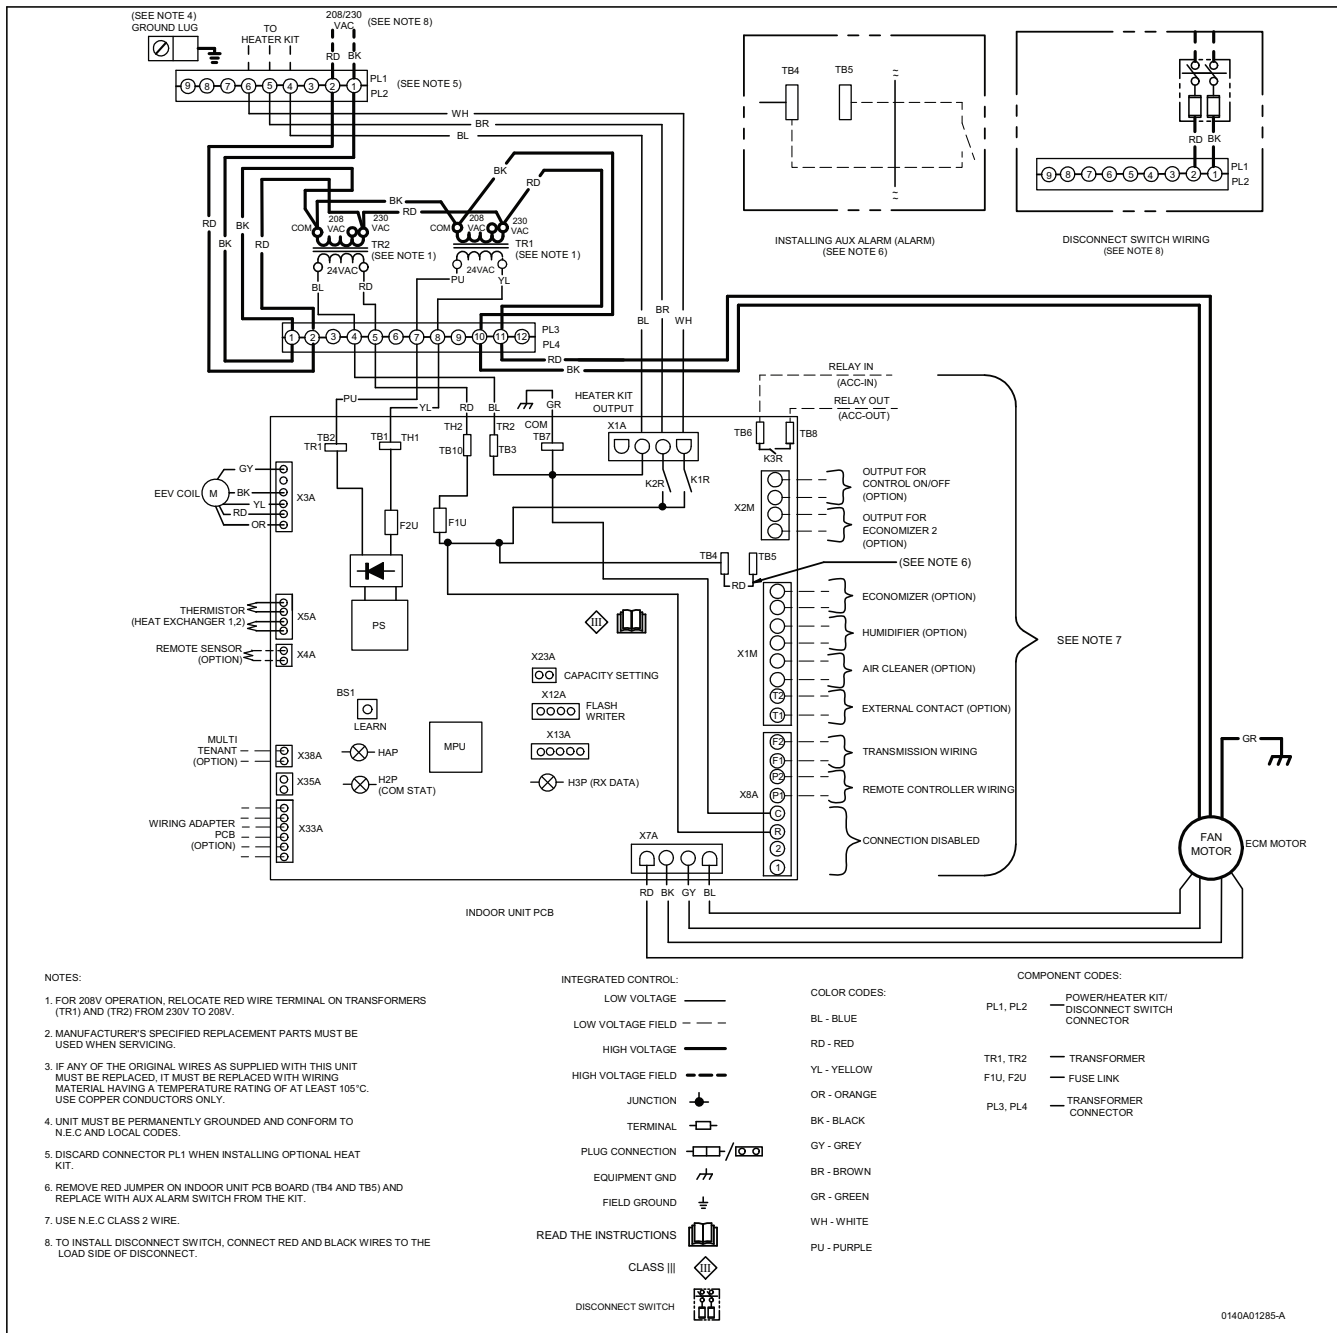 (SEE NOTE 4)
GROUND LUG
TO
HEATER KIT
208/230
VAC
(SEE NOTE 8)
RD
BK
9 8 7 6 5 4 3 2 1
PL1
PL2
(SEE NOTE 5)
WH
BR
BL
BK
RD
BK
RD
RD
BK
BK
RD
COM
208
VAC
230
VAC
TR2
(SEE NOTE 1)
24VAC
COM
208
VAC
230
VAC
TR1
(SEE NOTE 1)
24VAC
BL
RD
PU
YL
BL
BR
WH
1 2 3 4 5 6 7 8 9 10 11 12
PL3
PL4
RD
BK
TB4
TB5
INSTALLING AUX ALARM (ALARM)
(SEE NOTE 6)
RD
BK
9 8 7 6 5 4 3 2 1
PL1
PL2
DISCONNECT SWITCH WIRING
(SEE NOTE 8)
PU
YL
RD
BL
GR
HEATER KIT
OUTPUT
X1A
TB2
TR1
TB1
TH1
TH2
TB10
TR2
TB3
COM
TB7
K2R
K1R
RELAY IN
(ACC-IN)
RELAY OUT
(ACC-OUT)
TB6
TB8
K3R
EEV COIL
M
GY
BK
YL
RD
OR
X3A
F2U
F1U
X2M
OUTPUT FOR
CONTROL ON/OFF
(OPTION)
OUTPUT FOR
ECONOMIZER 2
(OPTION)
TB4
TB5
RD
(SEE NOTE 6)
PS
THERMISTOR
(HEAT EXCHANGER 1,2)
X5A
REMOTE SENSOR
(OPTION)
X4A
III
X23A
CAPACITY SETTING
X12A
FLASH
WRITER
X13A
BS1
LEARN
MPU
HAP
H2P
(COM STAT)
H3P (RX DATA)
MULTI
TENANT
(OPTION)
X38A
X35A
WIRING ADAPTER
PCB
(OPTION)
X33A
X1M
ECONOMIZER (OPTION)
HUMIDIFIER (OPTION)
AIR CLEANER (OPTION)
T2
T1
EXTERNAL CONTACT (OPTION)
F2
F1
TRANSMISSION WIRING
P2
P1
X8A
REMOTE CONTROLLER WIRING
C
R
2
1
CONNECTION DISABLED
SEE NOTE 7
GR
FAN
MOTOR
ECM MOTOR
X7A
RD BK GY BL
INDOOR UNIT PCB
NOTES:
1. FOR 208V OPERATION, RELOCATE RED WIRE TERMINAL ON TRANSFORMERS
(TR1) AND (TR2) FROM 230V TO 208V.
2. MANUFACTURER'S SPECIFIED REPLACEMENT PARTS MUST BE
USED WHEN SERVICING.
3. IF ANY OF THE ORIGINAL WIRES AS SUPPLIED WITH THIS UNIT
MUST BE REPLACED, IT MUST BE REPLACED WITH WIRING
MATERIAL HAVING A TEMPERATURE RATING OF AT LEAST 105°C.
USE COPPER CONDUCTORS ONLY.
4. UNIT MUST BE PERMANENTLY GROUNDED AND CONFORM TO
N.E.C AND LOCAL CODES.
5. DISCARD CONNECTOR PL1 WHEN INSTALLING OPTIONAL HEAT
KIT.
6. REMOVE RED JUMPER ON INDOOR UNIT PCB BOARD (TB4 AND TB5) AND
REPLACE WITH AUX ALARM SWITCH FROM THE KIT.
7. USE N.E.C CLASS 2 WIRE.
8. TO INSTALL DISCONNECT SWITCH, CONNECT RED AND BLACK WIRES TO THE
LOAD SIDE OF DISCONNECT.
INTEGRATED CONTROL:
LOW VOLTAGE
LOW VOLTAGE FIELD
HIGH VOLTAGE
HIGH VOLTAGE FIELD
JUNCTION
TERMINAL
PLUG CONNECTION
EQUIPMENT GND
FIELD GROUND
READ THE INSTRUCTIONS
CLASS |||
III
DISCONNECT SWITCH
COLOR CODES:
BL - BLUE
RD - RED
YL - YELLOW
OR - ORANGE
BK - BLACK
GY - GREY
BR - BROWN
GR - GREEN
WH - WHITE
PU - PURPLE
COMPONENT CODES:
PL1, PL2 — POWER/HEATER KIT/
DISCONNECT SWITCH
CONNECTOR
TR1, TR2 — TRANSFORMER
F1U, F2U — FUSE LINK
PL3, PL4 — TRANSFORMER
CONNECTOR
0140A01285-A